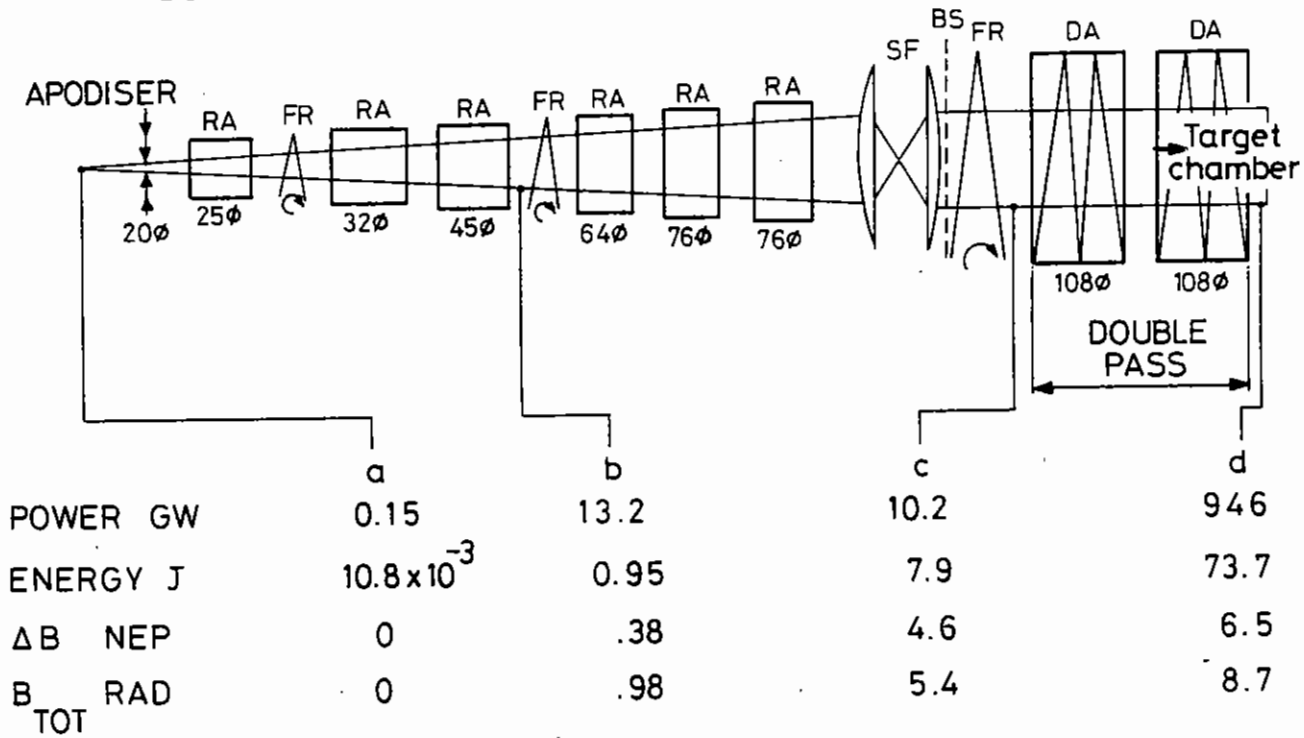 BS
SF FR DA DA
APODISER
RA FR RA RA FR RA RA RA
Target
chamber
20ø 25ø 32ø 45ø 64ø 76ø 76ø 108ø 108ø
DOUBLE
PASS
a b c d
POWER GW 0.15 13.2 10.2 946
ENERGY J 10.8x10⁻³ 0.95 7.9 73.7
ΔB NEP 0 .38 4.6 6.5
B_TOT RAD 0 .98 5.4 8.7